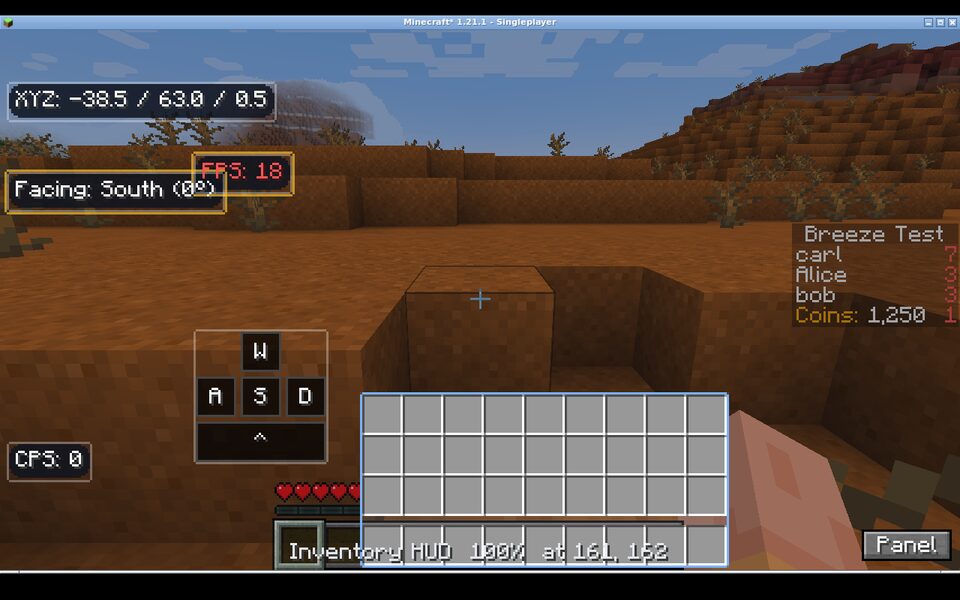 Minecraft* 1.21.1 - Singleplayer
XYZ: -38.5 / 63.0 / 0.5
FPS: 18
Facing: South (0°)
Breeze Test
carl 7
Alice 3
bob 3
Coins: 1,250 1
W
A S D
^
CPS: 0
Inventory HUD 100% at 161, 162
Panel